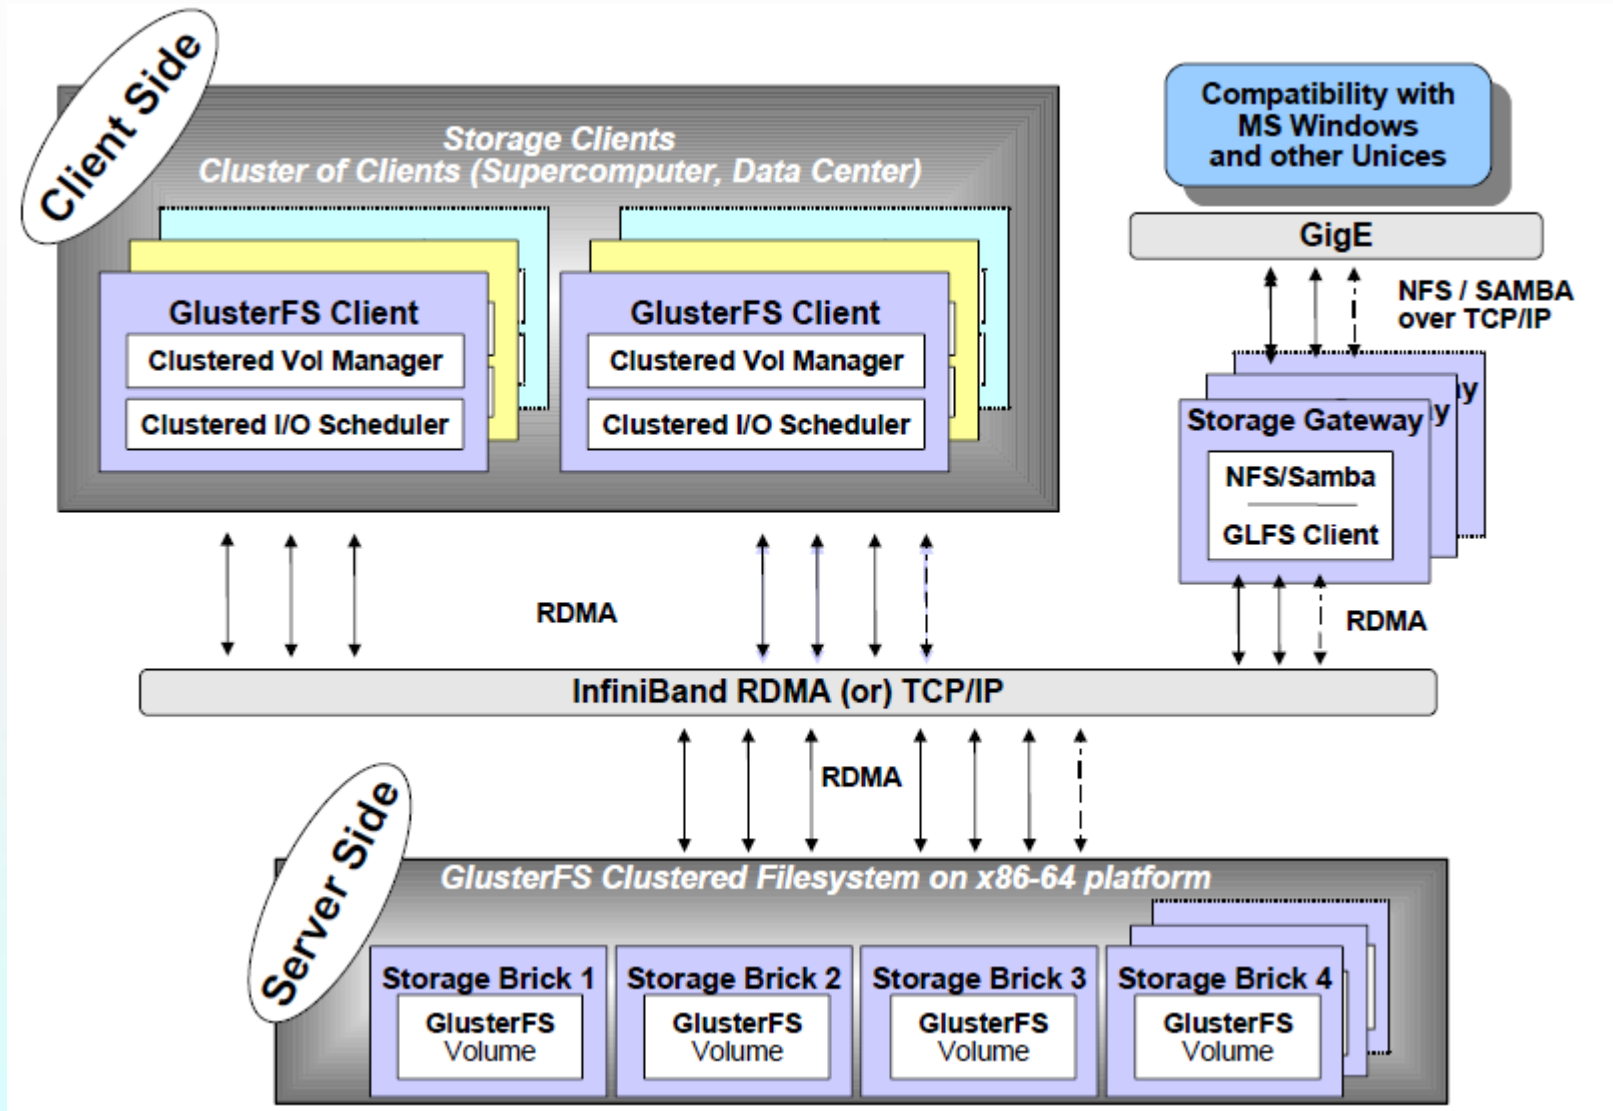 Client Side
Storage Clients
Cluster of Clients (Supercomputer, Data Center)
GlusterFS Client
Clustered Vol Manager
Clustered I/O Scheduler
GlusterFS Client
Clustered Vol Manager
Clustered I/O Scheduler
Compatibility with
MS Windows
and other Unices
GigE
NFS / SAMBA
over TCP/IP
Storage Gateway
NFS/Samba
GLFS Client
RDMA
RDMA
InfiniBand RDMA (or) TCP/IP
RDMA
Server Side
GlusterFS Clustered Filesystem on x86-64 platform
Storage Brick 1
GlusterFS
Volume
Storage Brick 2
GlusterFS
Volume
Storage Brick 3
GlusterFS
Volume
Storage Brick 4
GlusterFS
Volume